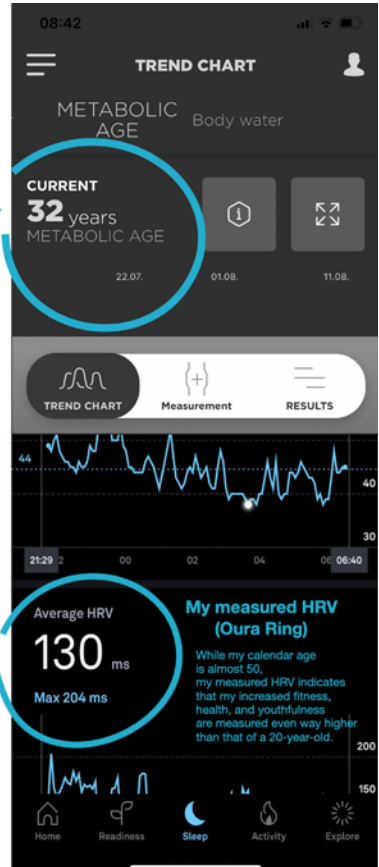 08:42
TREND CHART
METABOLIC Body water
AGE
CURRENT
32 years
METABOLIC AGE
22.07. 01.08. 11.08.
TREND CHART Measurement RESULTS
44
40
30
21:29 2 00 02 04 06 06:40
Average HRV
130 ms
Max 204 ms
My measured HRV
(Oura Ring)
While my calendar age
is almost 50,
my measured HRV indicates
that my increased fitness,
health, and youthfulness
are measured even way higher
than that of a 20-year-old.
200
150
Home Readiness Sleep Activity Explore